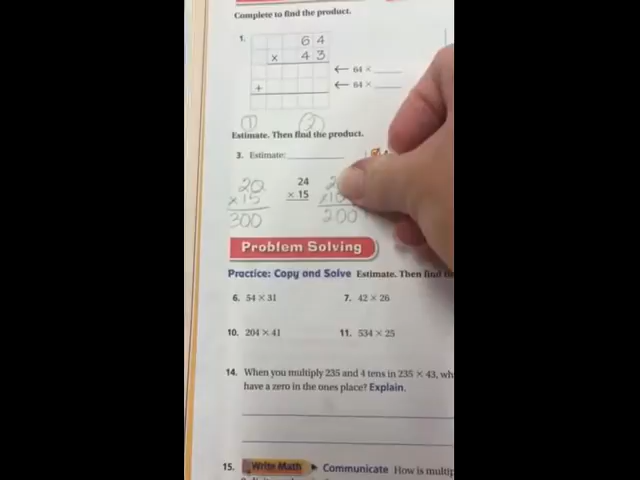 Complete to find the product.
1.
6 4
x 4 3
← 64 ×
← 64 ×
+
1 2
Estimate. Then find the product.
3. Estimate:
20 24
×15 × 15 10
300 200
Problem Solving
Practice: Copy and Solve Estimate. Then find
6. 54 × 31 7. 42 × 26
10. 204 × 41 11. 534 × 25
14. When you multiply 235 and 4 tens in 235 × 43,
have a zero in the ones place? Explain.
15. Write Math Communicate How is